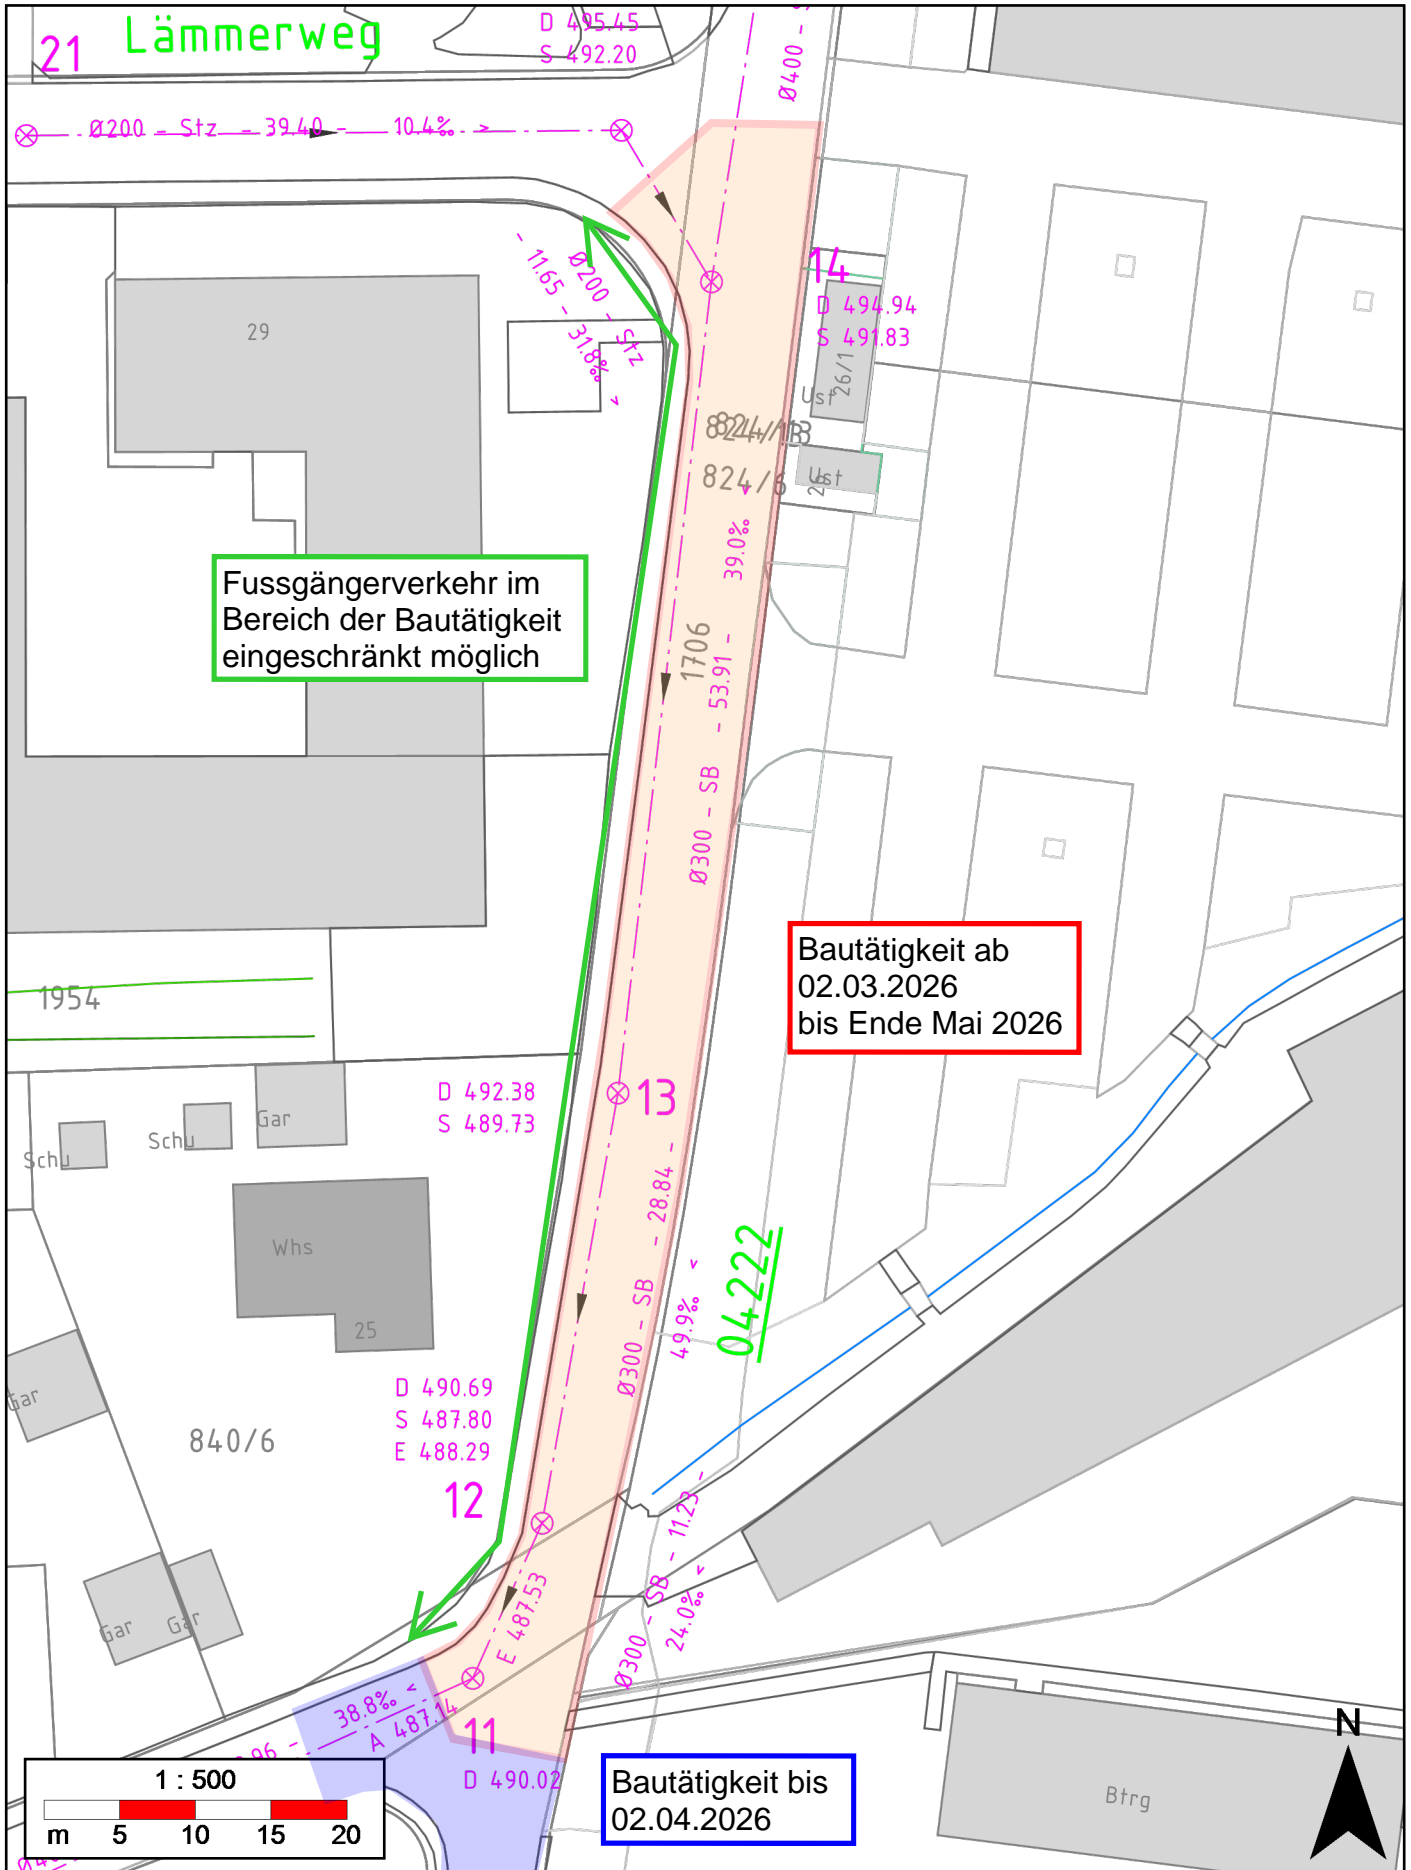 21
Lämmerweg
D 495.45
S 492.20
Ø400 - S
Ø200 - Stz - 39.40 - 10.4‰ >
14
D 494.94
S 491.83
Ø200 - Stz
- 11.65 - 31.8‰ >
29
26/1
Ust
824/13
824/6
Ust
26
39.0‰ >
Fussgängerverkehr im
Bereich der Bautätigkeit
eingeschränkt möglich
1706
Ø300 - SB - 53.91 -
Bautätigkeit ab
02.03.2026
bis Ende Mai 2026
1954
D 492.38
S 489.73
13
Gar
Schu
Schu
Whs
25
Ø300 - SB - 28.84 -
49.9‰ >
04222
Gar
D 490.69
S 487.80
E 488.29
840/6
12
Ø300 - SB - 11.23 -
24.0‰ >
E 487.53
Gar
Gar
38.8‰ >
A 487.14
.96 -
11
D 490.02
1 : 500
m 5 10 15 20
Bautätigkeit bis
02.04.2026
Btrg
N